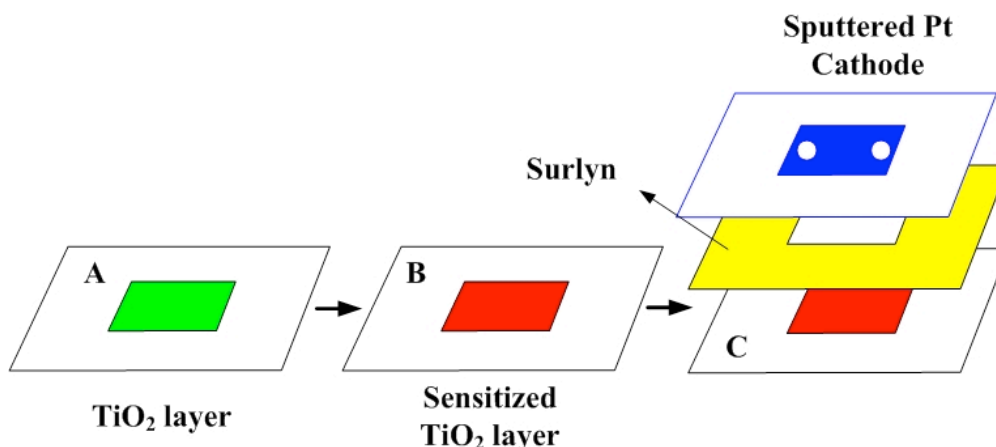 Sputtered Pt
Cathode
Surlyn
A
B
C
TiO₂ layer
Sensitized
TiO₂ layer